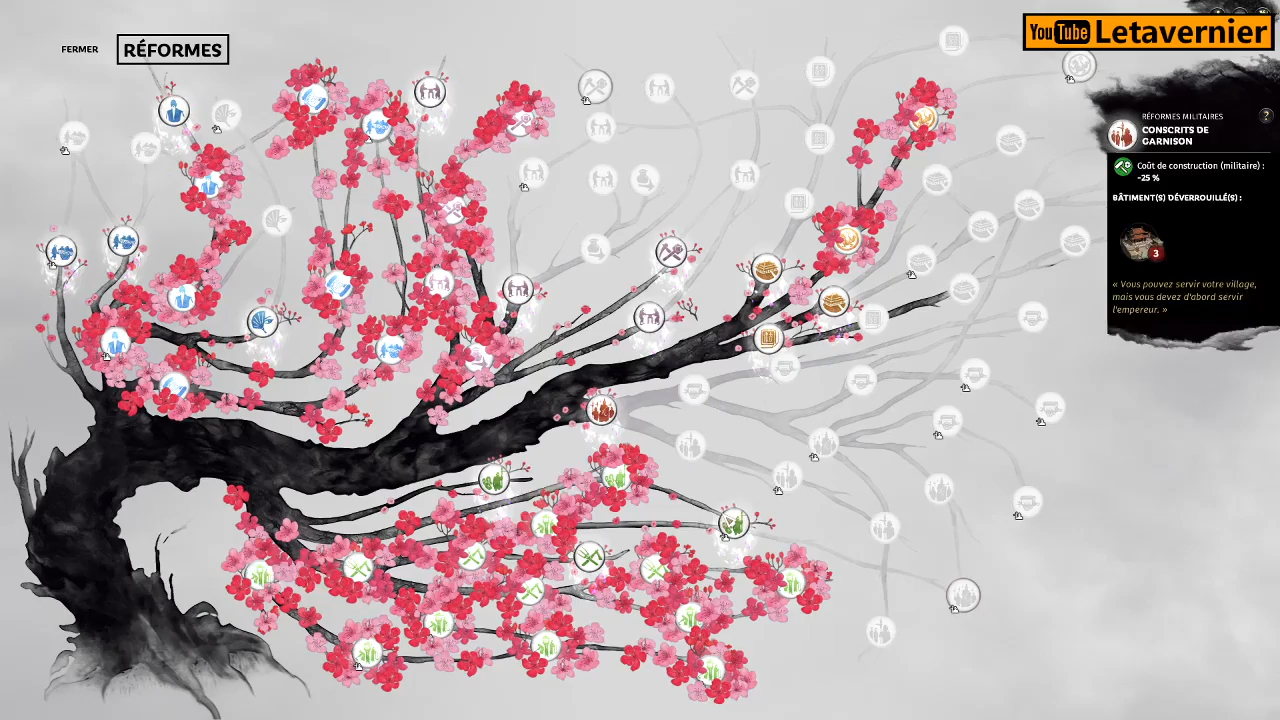 YouTube Letavernier
FERMER
RÉFORMES
RÉFORMES MILITAIRES
?
CONSCRITS DE
GARNISON
Coût de construction (militaire) :
-25 %
BÂTIMENT(S) DÉVERROUILLÉ(S) :
3
« Vous pouvez servir votre village,
mais vous devez d'abord servir
l'empereur. »